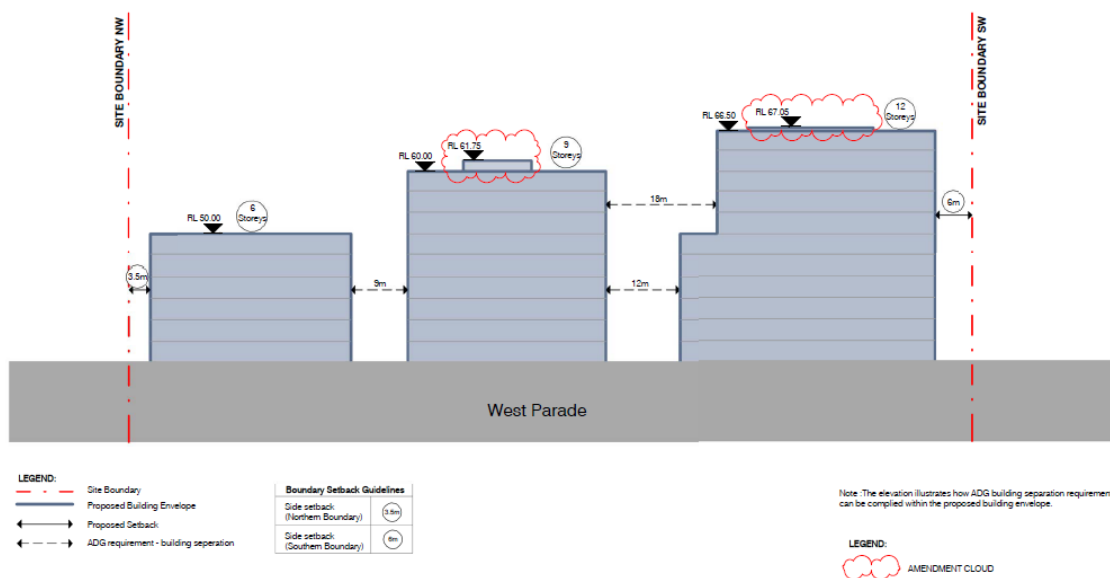 SITE BOUNDARY NW
SITE BOUNDARY SW
12
Storeys
RL 67.05
RL 66.50
9
Storeys
RL 61.75
RL 60.00
18m
6m
6
Storeys
RL 50.00
3.5m
9m
12m
West Parade
LEGEND:
Site Boundary
Proposed Building Envelope
Proposed Setback
ADG requirement - building seperation
Boundary Setback Guidelines
Side setback
(Northern Boundary)
3.5m
Side setback
(Southern Boundary)
6m
Note :The elevation illustrates how ADG building separation requirement
can be complied within the proposed building envelope.
LEGEND:
AMENDMENT CLOUD